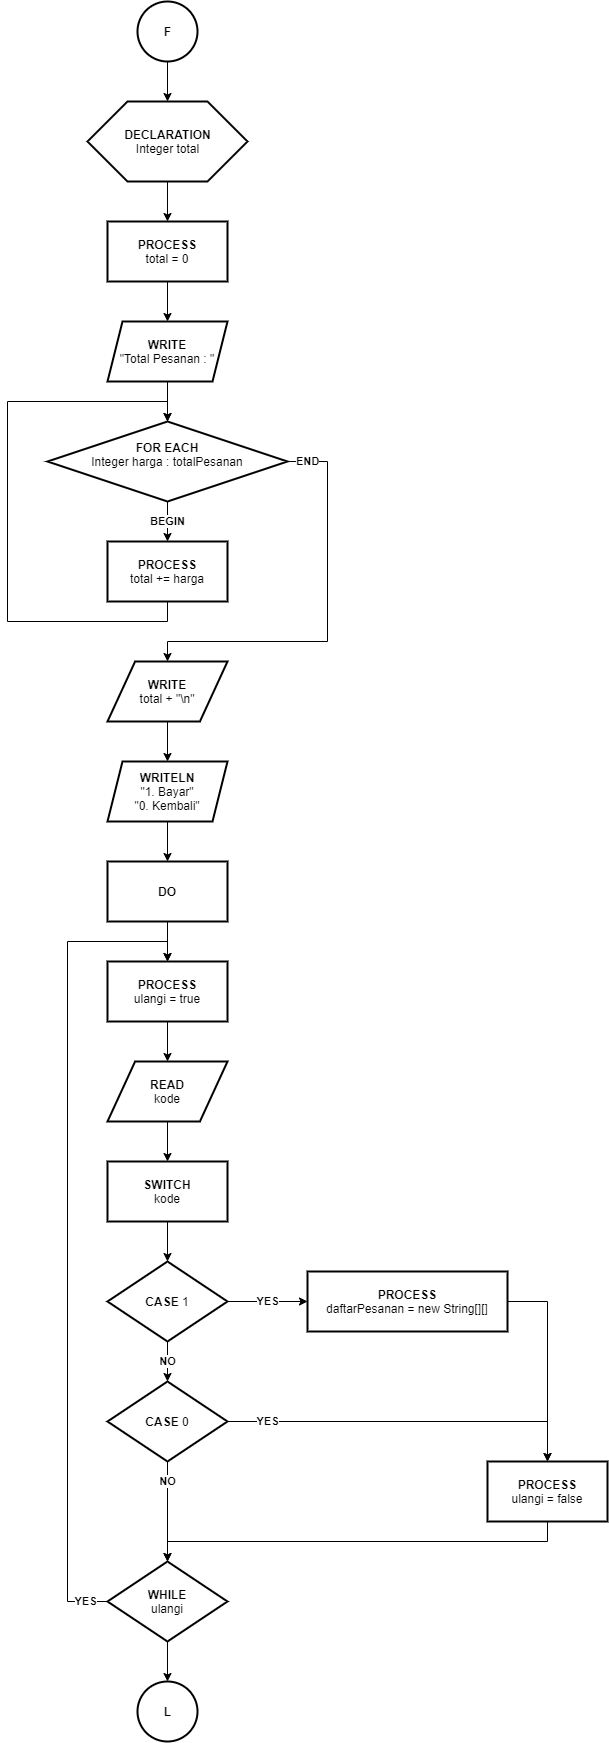 F
DECLARATION
Integer total
PROCESS
total = 0
WRITE
"Total Pesanan : "
FOR EACH
Integer harga : totalPesanan
END
BEGIN
PROCESS
total += harga
WRITE
total + "\n"
WRITELN
"1. Bayar"
"0. Kembali"
DO
PROCESS
ulangi = true
READ
kode
SWITCH
kode
CASE 1
YES
PROCESS
daftarPesanan = new String[][]
NO
CASE 0
YES
NO
PROCESS
ulangi = false
WHILE
ulangi
YES
L